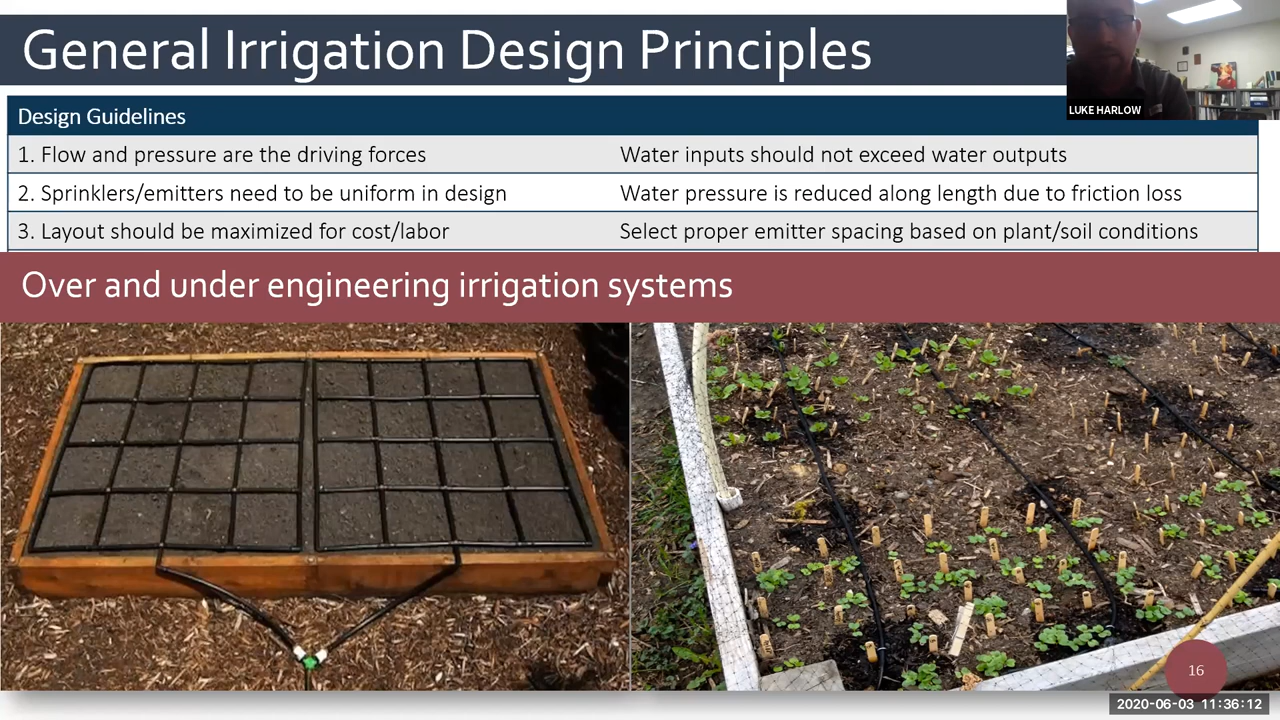 General Irrigation Design Principles
LUKE HARLOW
Design Guidelines
1. Flow and pressure are the driving forces Water inputs should not exceed water outputs
2. Sprinklers/emitters need to be uniform in design Water pressure is reduced along length due to friction loss
3. Layout should be maximized for cost/labor Select proper emitter spacing based on plant/soil conditions
Over and under engineering irrigation systems
16
2020-06-03 11:36:12